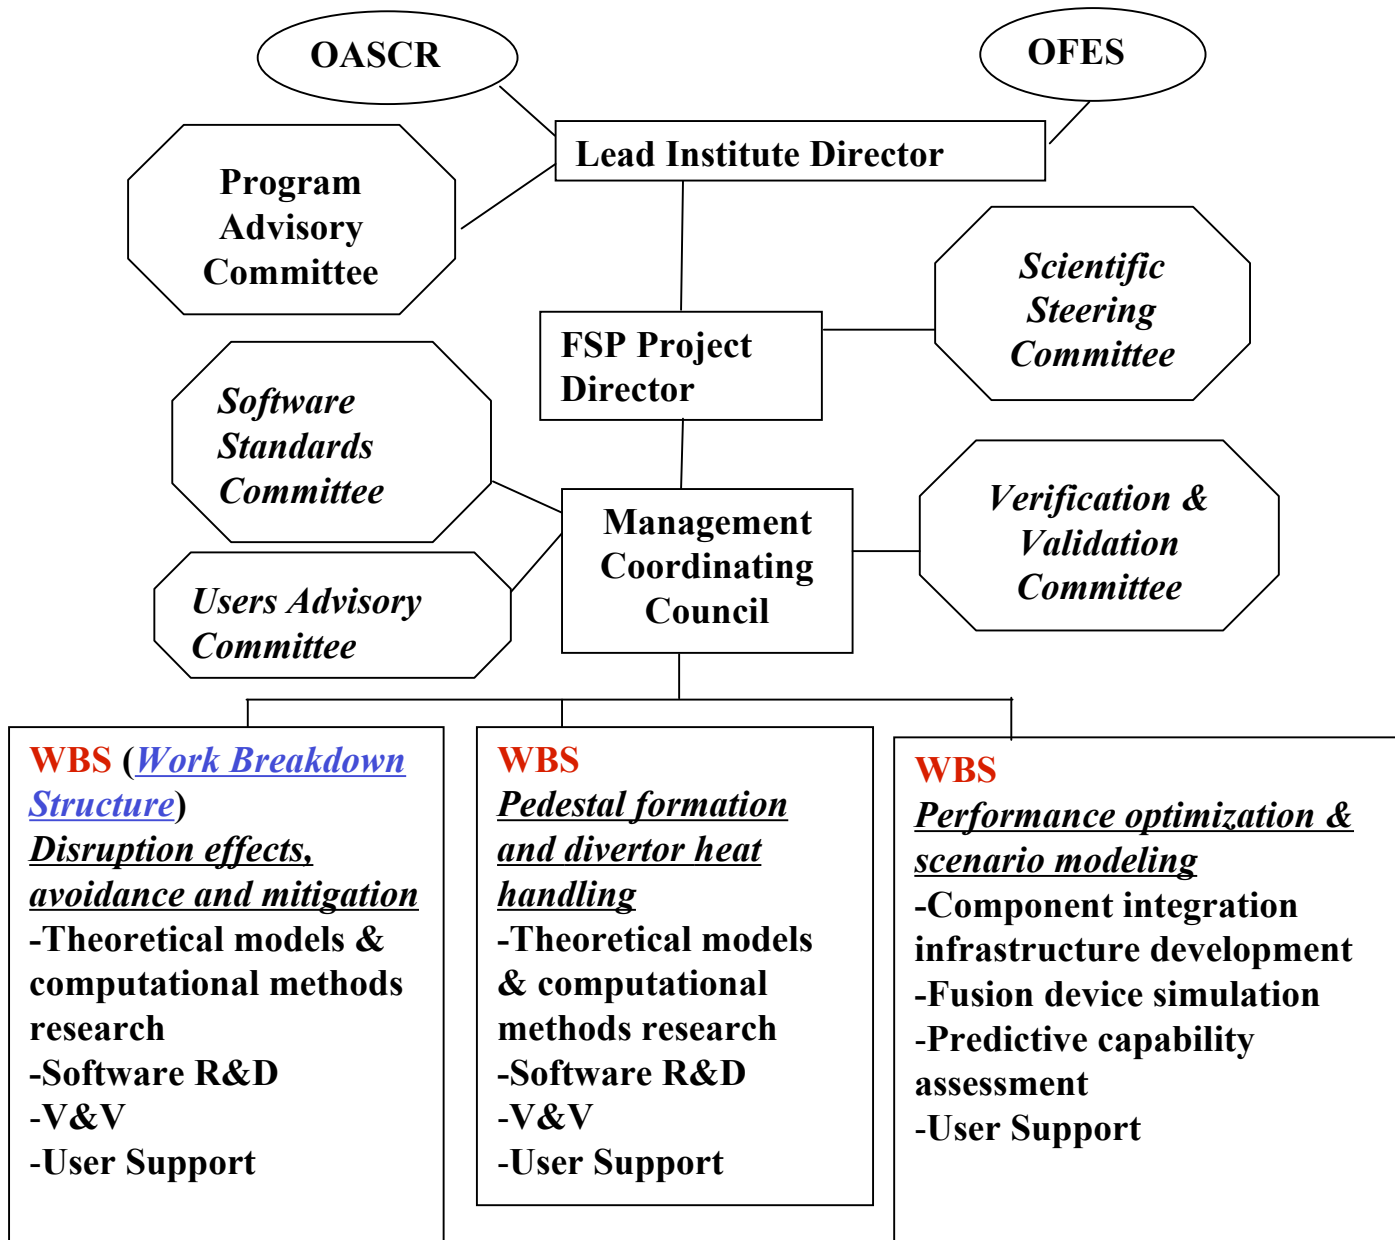 OASCR
OFES
Lead Institute Director
Program
Advisory
Committee
Scientific
Steering
Committee
FSP Project
Director
Software
Standards
Committee
Management
Coordinating
Council
Verification &
Validation
Committee
Users Advisory
Committee
WBS (Work Breakdown
Structure)
Disruption effects,
avoidance and mitigation
-Theoretical models &
computational methods
research
-Software R&D
-V&V
-User Support
WBS
Pedestal formation
and divertor heat
handling
-Theoretical models
& computational
methods research
-Software R&D
-V&V
-User Support
WBS
Performance optimization &
scenario modeling
-Component integration
infrastructure development
-Fusion device simulation
-Predictive capability
assessment
-User Support